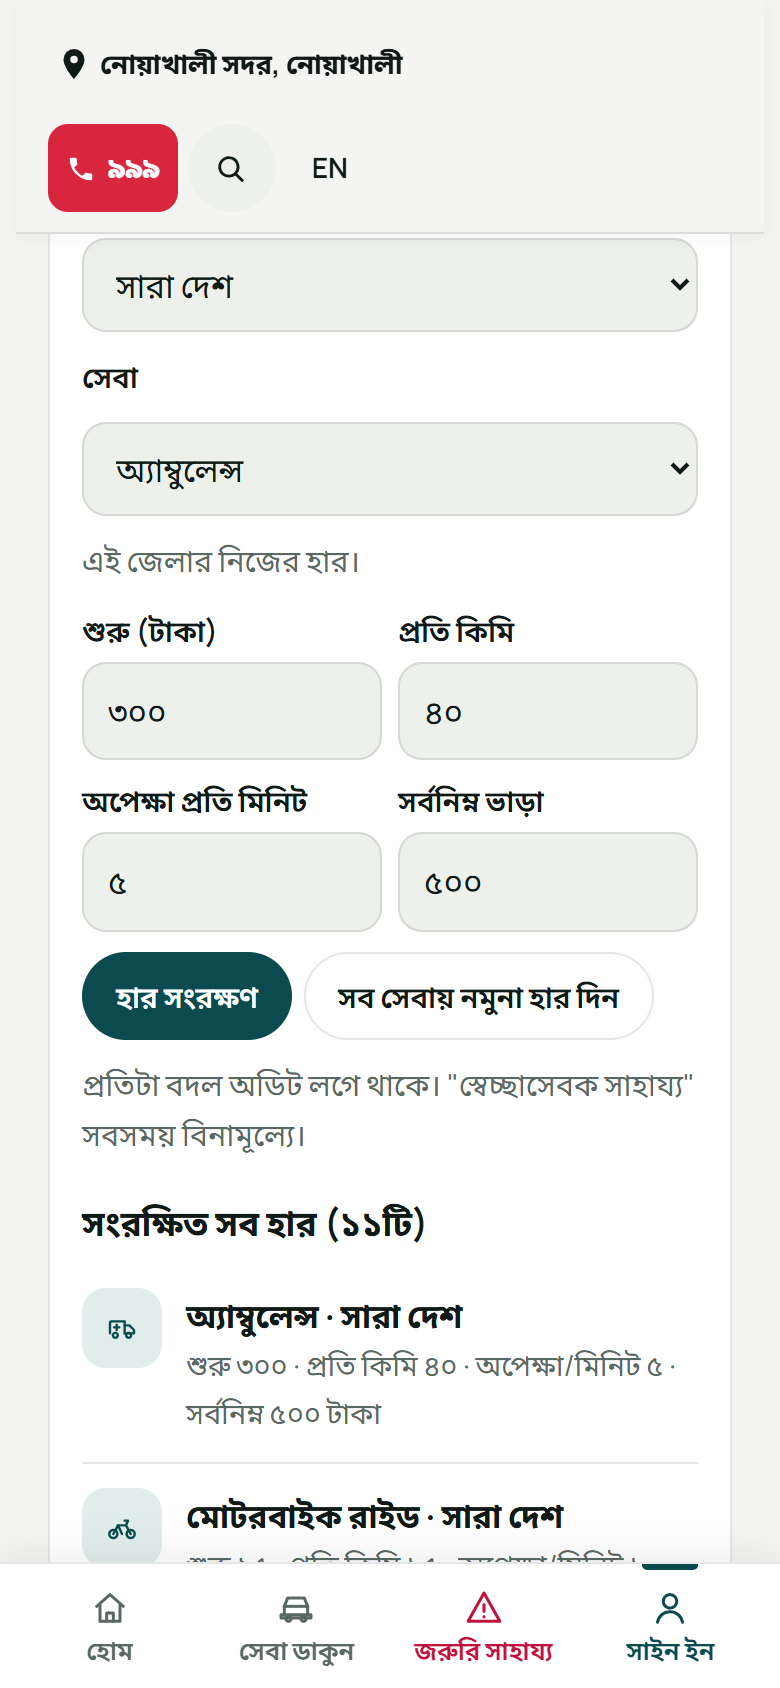 নোয়াখালী সদর, নোয়াখালী
৯৯৯
EN
সারা দেশ
সেবা
অ্যাম্বুলেন্স
এই জেলার নিজের হার।
শুরু (টাকা) প্রতি কিমি
৩০০ ৪০
অপেক্ষা প্রতি মিনিট সর্বনিম্ন ভাড়া
৫ ৫০০
হার সংরক্ষণ সব সেবায় নমুনা হার দিন
প্রতিটা বদল অডিট লগে থাকে। "স্বেচ্ছাসেবক সাহায্য"
সবসময় বিনামূল্যে।
সংরক্ষিত সব হার (১১টি)
অ্যাম্বুলেন্স · সারা দেশ
শুরু ৩০০ · প্রতি কিমি ৪০ · অপেক্ষা/মিনিট ৫ ·
সর্বনিম্ন ৫০০ টাকা
মোটরবাইক রাইড · সারা দেশ
হোম সেবা ডাকুন জরুরি সাহায্য সাইন ইন